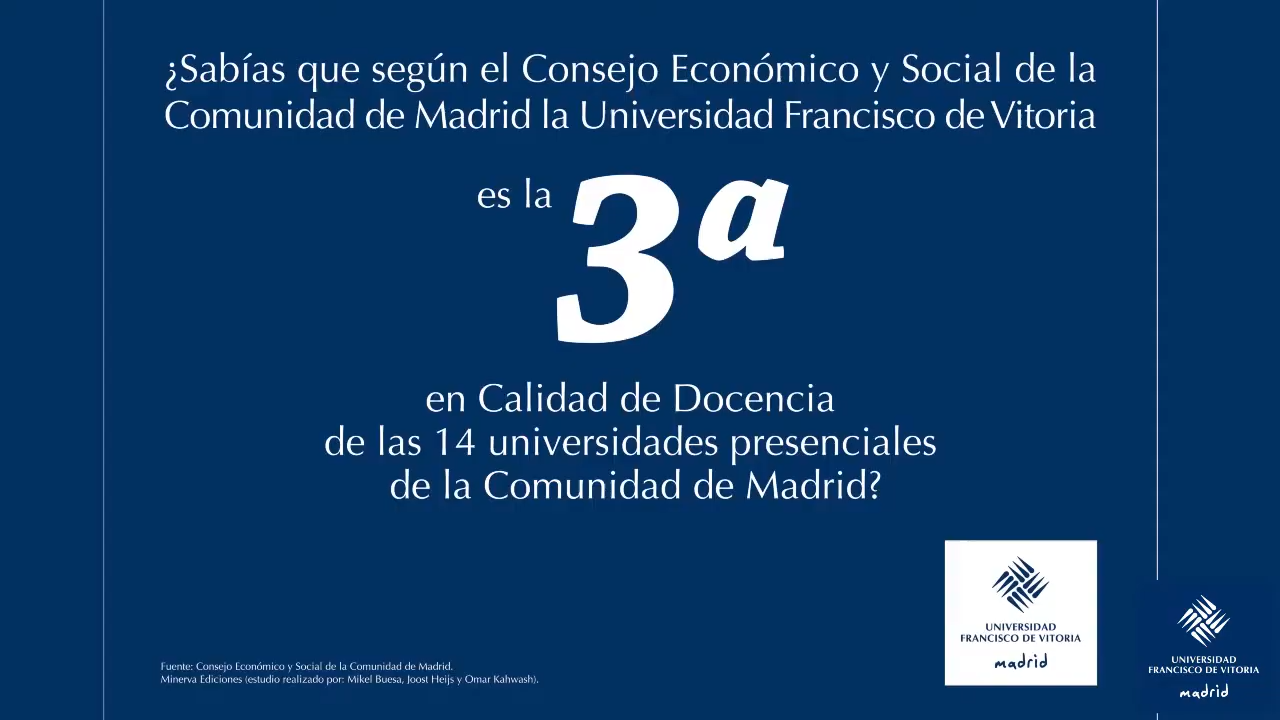 ¿Sabías que según el Consejo Económico y Social de la
Comunidad de Madrid la Universidad Francisco de Vitoria
es la 3ª
en Calidad de Docencia
de las 14 universidades presenciales
de la Comunidad de Madrid?
UNIVERSIDAD
FRANCISCO DE VITORIA
madrid
UNIVERSIDAD
FRANCISCO DE VITORIA
madrid
Fuente: Consejo Económico y Social de la Comunidad de Madrid.
Minerva Ediciones (estudio realizado por: Mikel Buesa, Joost Heijs y Omar Kahwash).